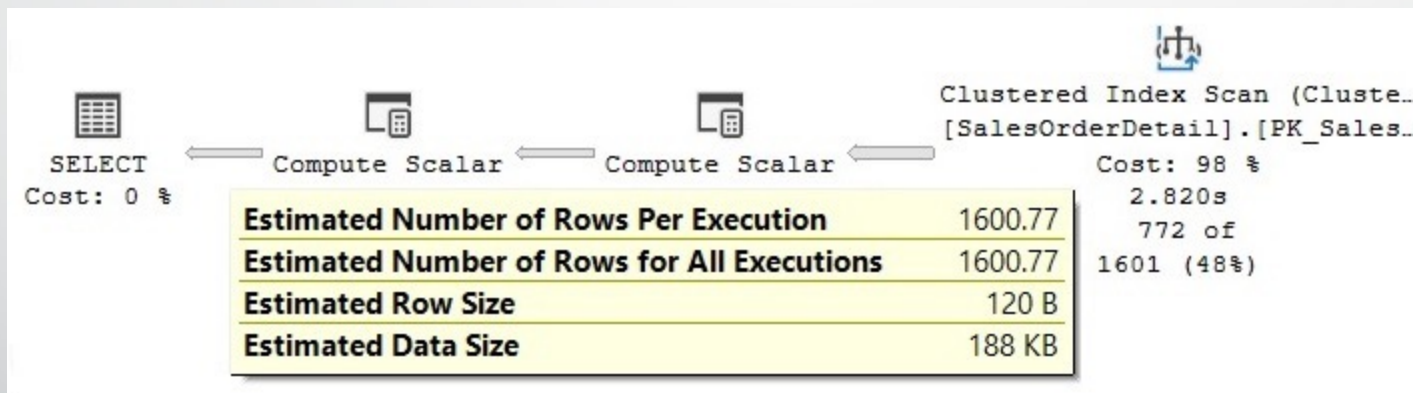 SELECT
Cost: 0 %
Compute Scalar
Compute Scalar
Clustered Index Scan (Cluste…
[SalesOrderDetail].[PK_Sales…
Cost: 98 %
2.820s
772 of
1601 (48%)
Estimated Number of Rows Per Execution 1600.77
Estimated Number of Rows for All Executions 1600.77
Estimated Row Size 120 B
Estimated Data Size 188 KB